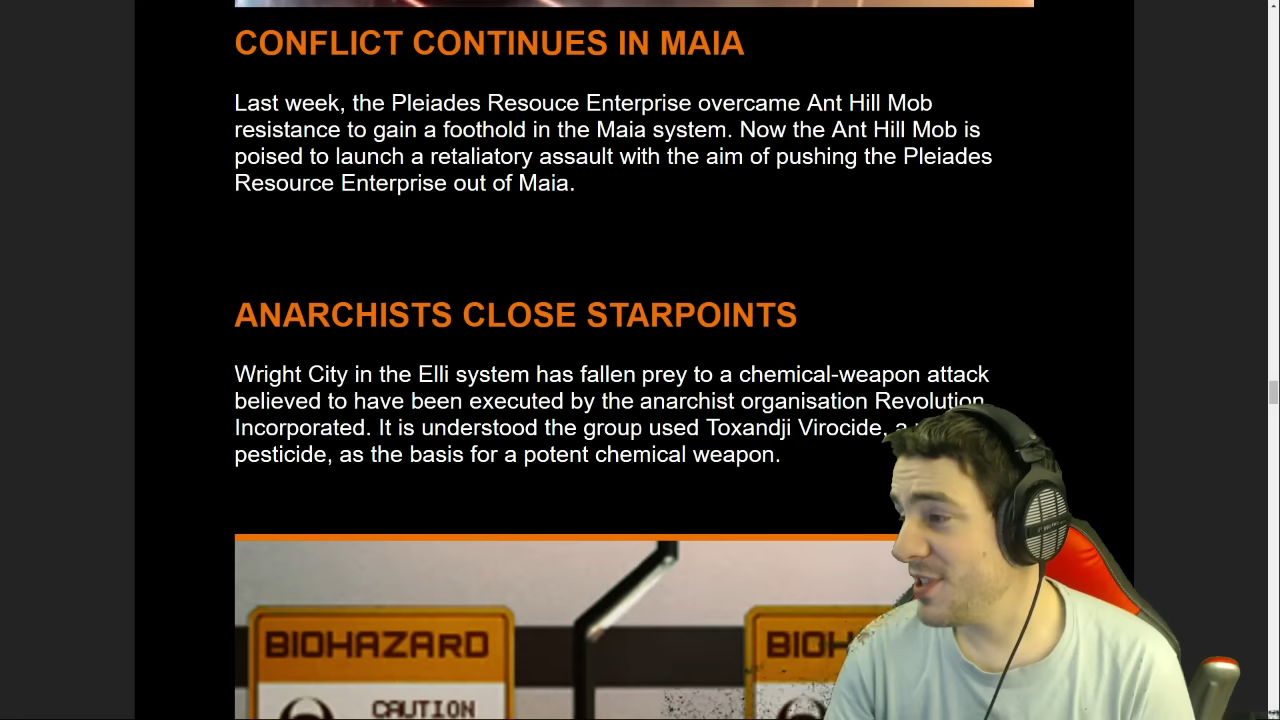 CONFLICT CONTINUES IN MAIA
Last week, the Pleiades Resouce Enterprise overcame Ant Hill Mob
resistance to gain a foothold in the Maia system. Now the Ant Hill Mob is
poised to launch a retaliatory assault with the aim of pushing the Pleiades
Resource Enterprise out of Maia.
ANARCHISTS CLOSE STARPOINTS
Wright City in the Elli system has fallen prey to a chemical-weapon attack
believed to have been executed by the anarchist organisation Revolution
Incorporated. It is understood the group used Toxandji Virocide, a
pesticide, as the basis for a potent chemical weapon.
BIOHAZARD
CAUTION